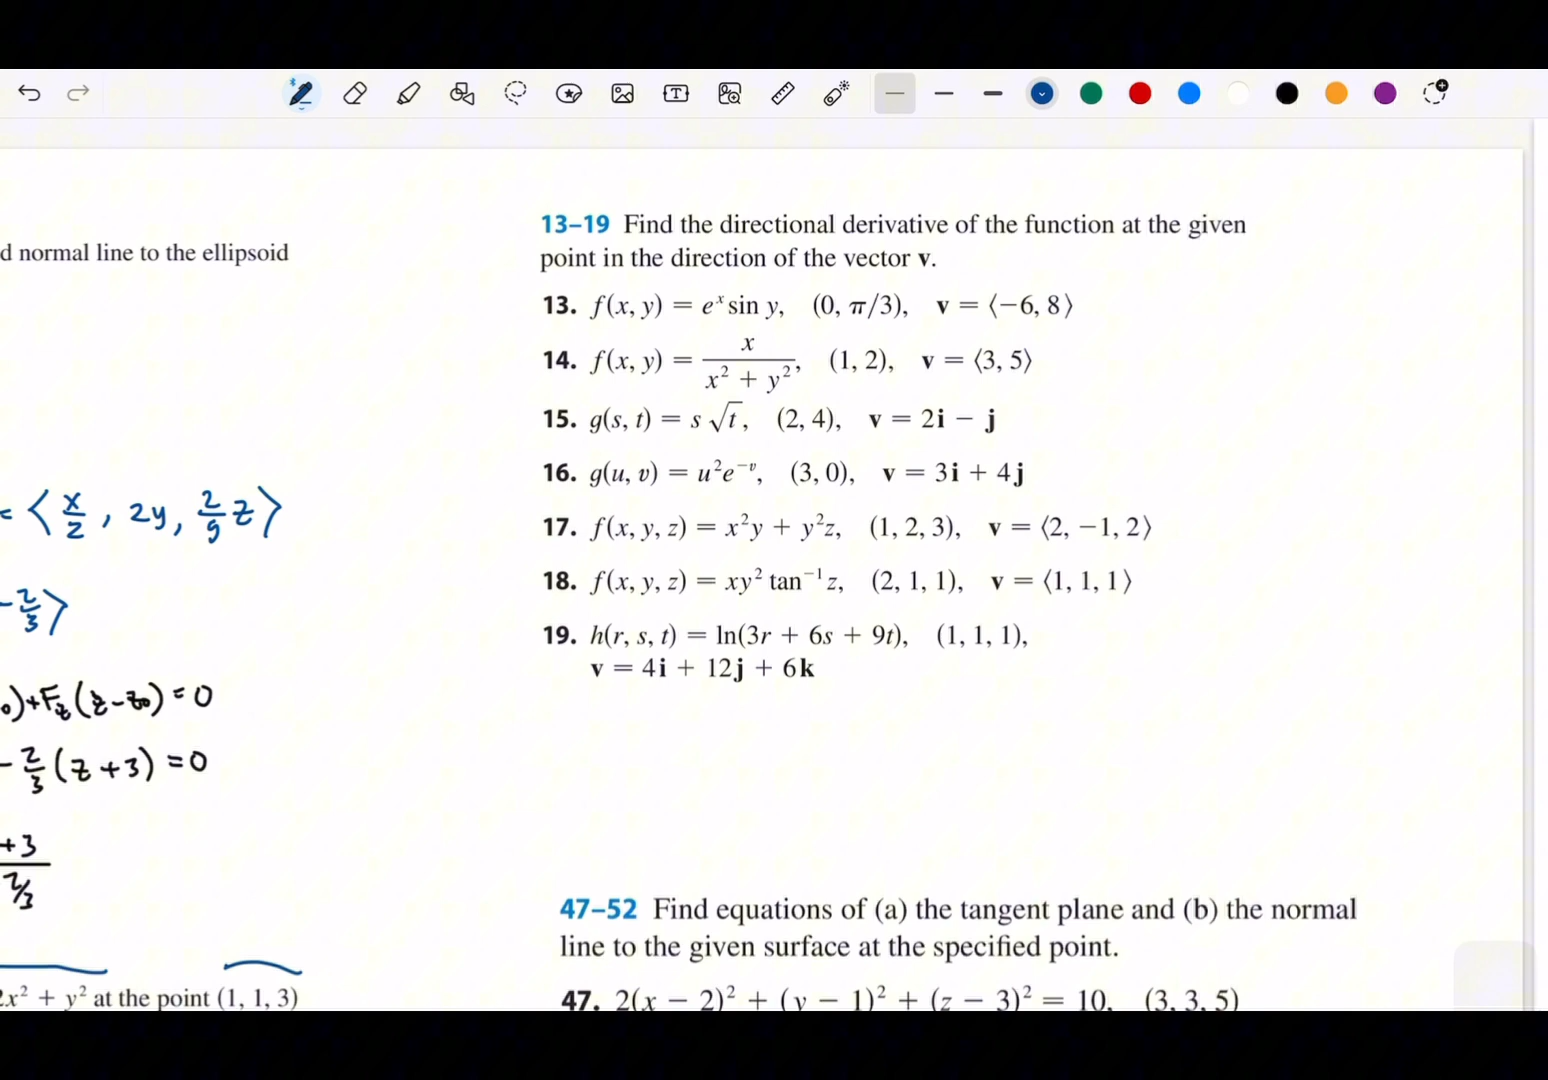 d normal line to the ellipsoid
= ⟨x/2, 2y, 2/9 z⟩
-2/3⟩
₀)+F_z(z-z₀)=0
-2/3(z+3)=0
+3
2/3
2x² + y² at the point (1, 1, 3)
13–19 Find the directional derivative of the function at the given
point in the direction of the vector v.
13. f(x, y) = eˣ sin y, (0, π/3), v = ⟨−6, 8⟩
14. f(x, y) = x/(x² + y²), (1, 2), v = ⟨3, 5⟩
15. g(s, t) = s √t, (2, 4), v = 2i − j
16. g(u, v) = u²e⁻ᵛ, (3, 0), v = 3i + 4j
17. f(x, y, z) = x²y + y²z, (1, 2, 3), v = ⟨2, −1, 2⟩
18. f(x, y, z) = xy² tan⁻¹z, (2, 1, 1), v = ⟨1, 1, 1⟩
19. h(r, s, t) = ln(3r + 6s + 9t), (1, 1, 1),
v = 4i + 12j + 6k
47–52 Find equations of (a) the tangent plane and (b) the normal
line to the given surface at the specified point.
47. 2(x − 2)² + (y − 1)² + (z − 3)² = 10, (3, 3, 5)